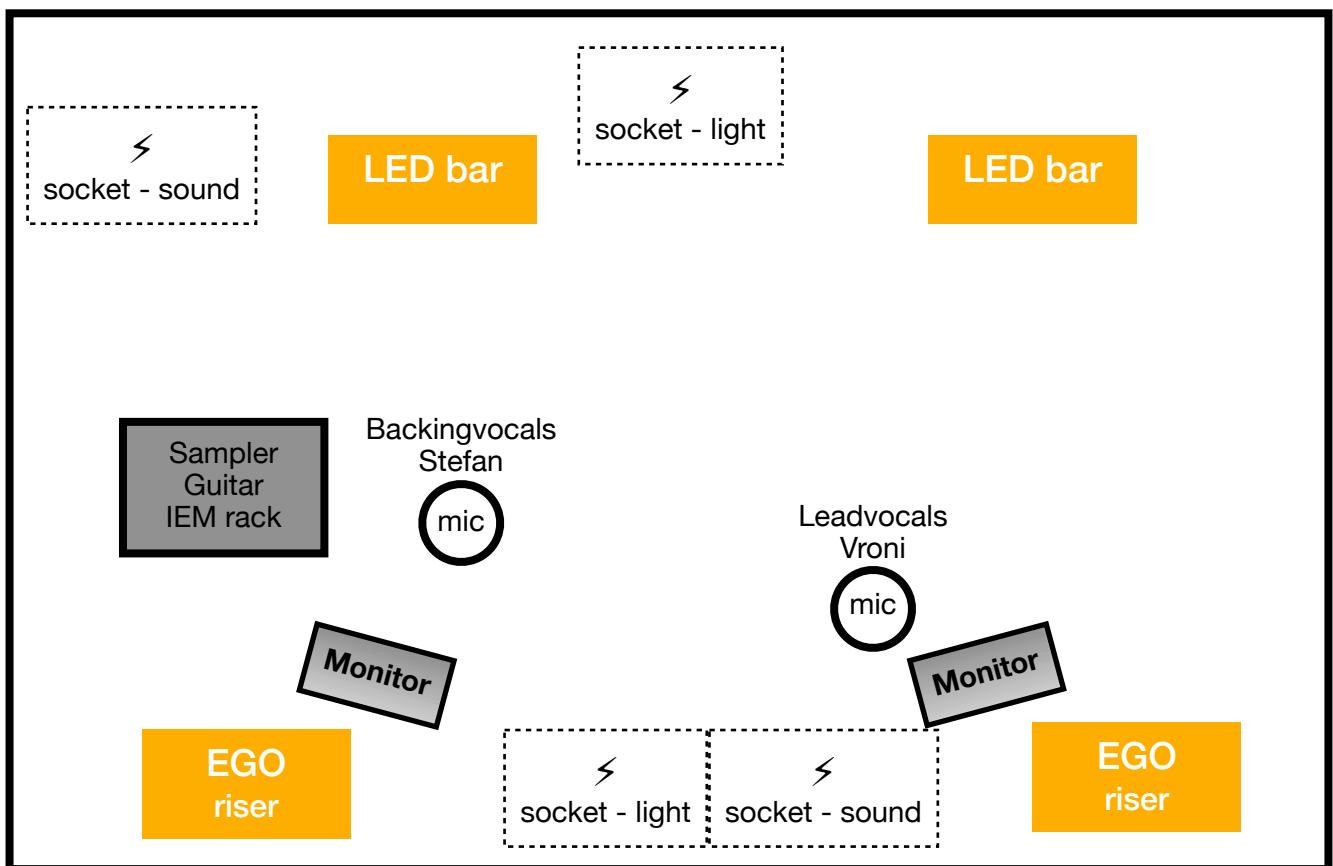 ⚡
socket - light
⚡
socket - sound
LED bar
LED bar
Sampler
Guitar
IEM rack
Backingvocals
Stefan
mic
Leadvocals
Vroni
mic
Monitor
Monitor
EGO
riser
⚡
socket - light
⚡
socket - sound
EGO
riser